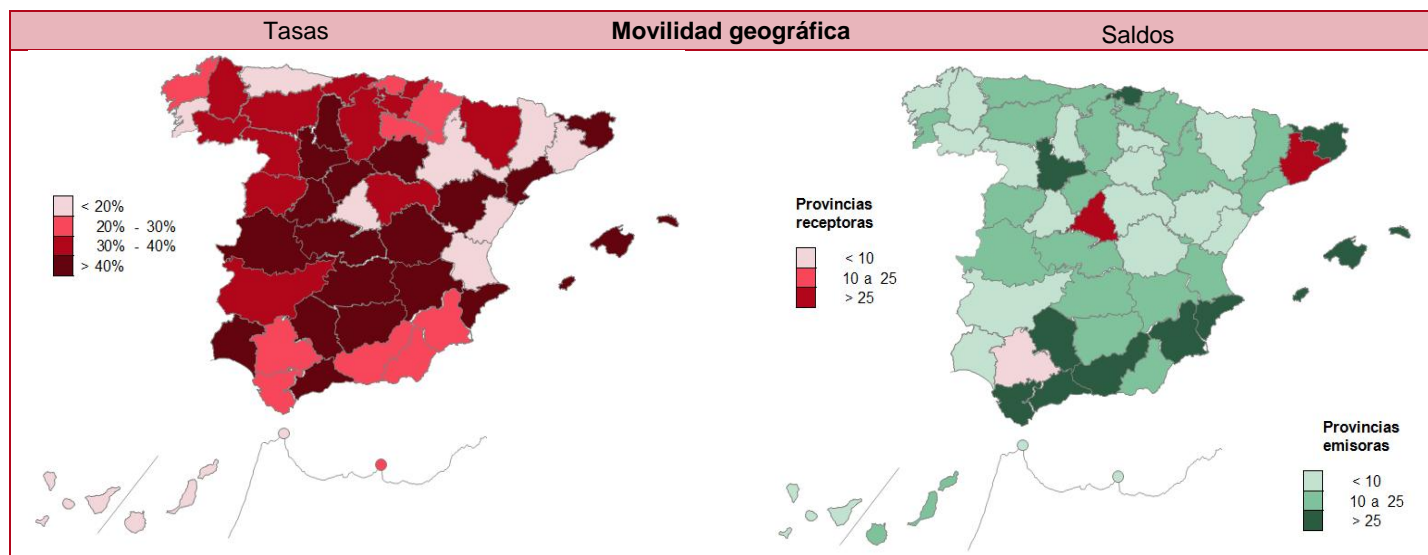 Tasas
Movilidad geográfica
Saldos
< 20%
20% - 30%
30% - 40%
> 40%
Provincias
receptoras
< 10
10 a 25
> 25
Provincias
emisoras
< 10
10 a 25
> 25